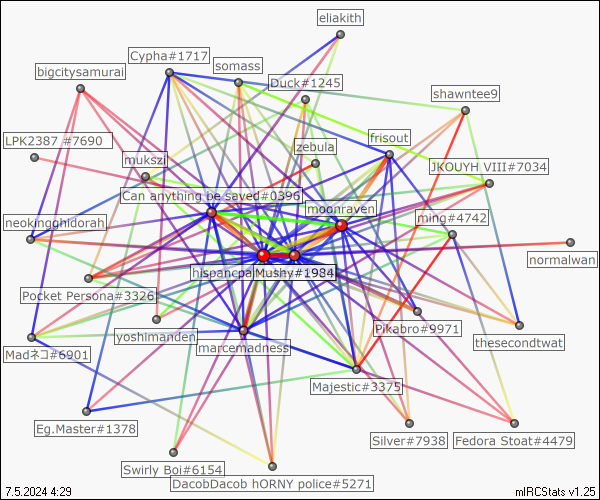 eliakith
Cypha#1717
somass
bigcitysamurai
Duck#1245
shawntee9
LPK2387 #7690
frisout
zebula
mukszi
JKOUYH VIII#7034
Can anything be saved#0396
moonraven
neokingghidorah
ming#4742
normalwan
hispancpa
Mushy#1984
Pocket Persona#3326
Pikabro#9971
yoshimanden
thesecondtwat
marcemadness
Madネコ#6901
Majestic#3375
Eg.Master#1378
Silver#7938
Fedora Stoat#4479
Swirly Boi#6154
DacobDacob hORNY police#5271
7.5.2024 4:29
mIRCStats v1.25